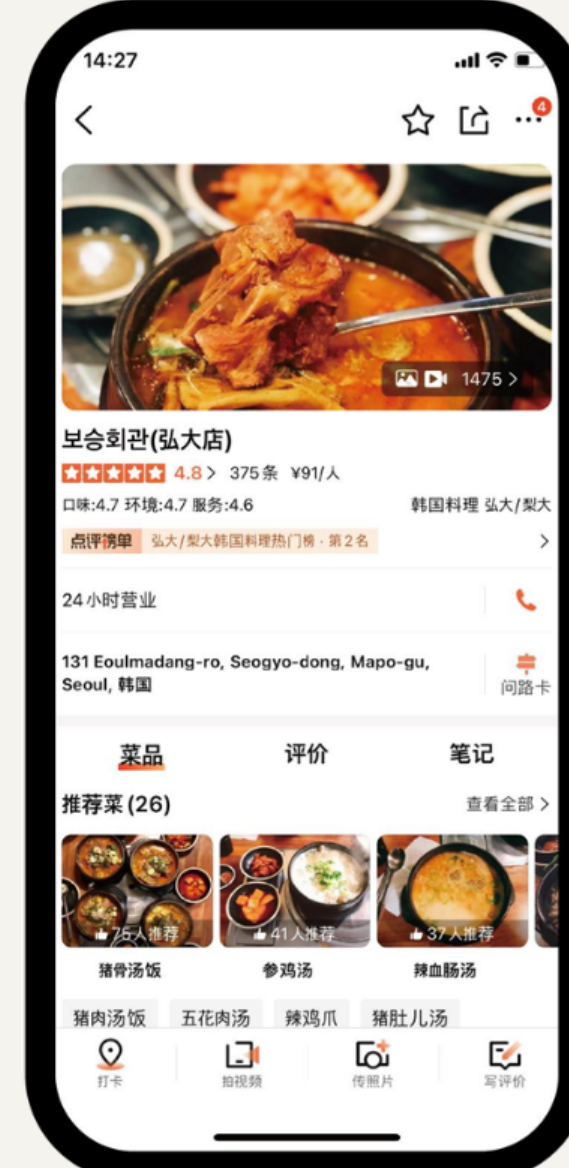 14:27
4
1475 >
보승회관(弘大店)
4.8 > 375条 ¥91/人
口味:4.7 环境:4.7 服务:4.6 韩国料理 弘大/梨大
点评榜单 弘大/梨大韩国料理热门榜 · 第2名 >
24小时营业
131 Eoulmadang-ro, Seogyo-dong, Mapo-gu,
Seoul, 韩国
问路卡
菜品 评价 笔记
推荐菜 (26) 查看全部 >
75人推荐 41人推荐 37人推荐
猪骨汤饭 参鸡汤 辣血肠汤
猪肉汤饭 五花肉汤 辣鸡爪 猪肚儿汤
打卡 拍视频 传照片 写评价